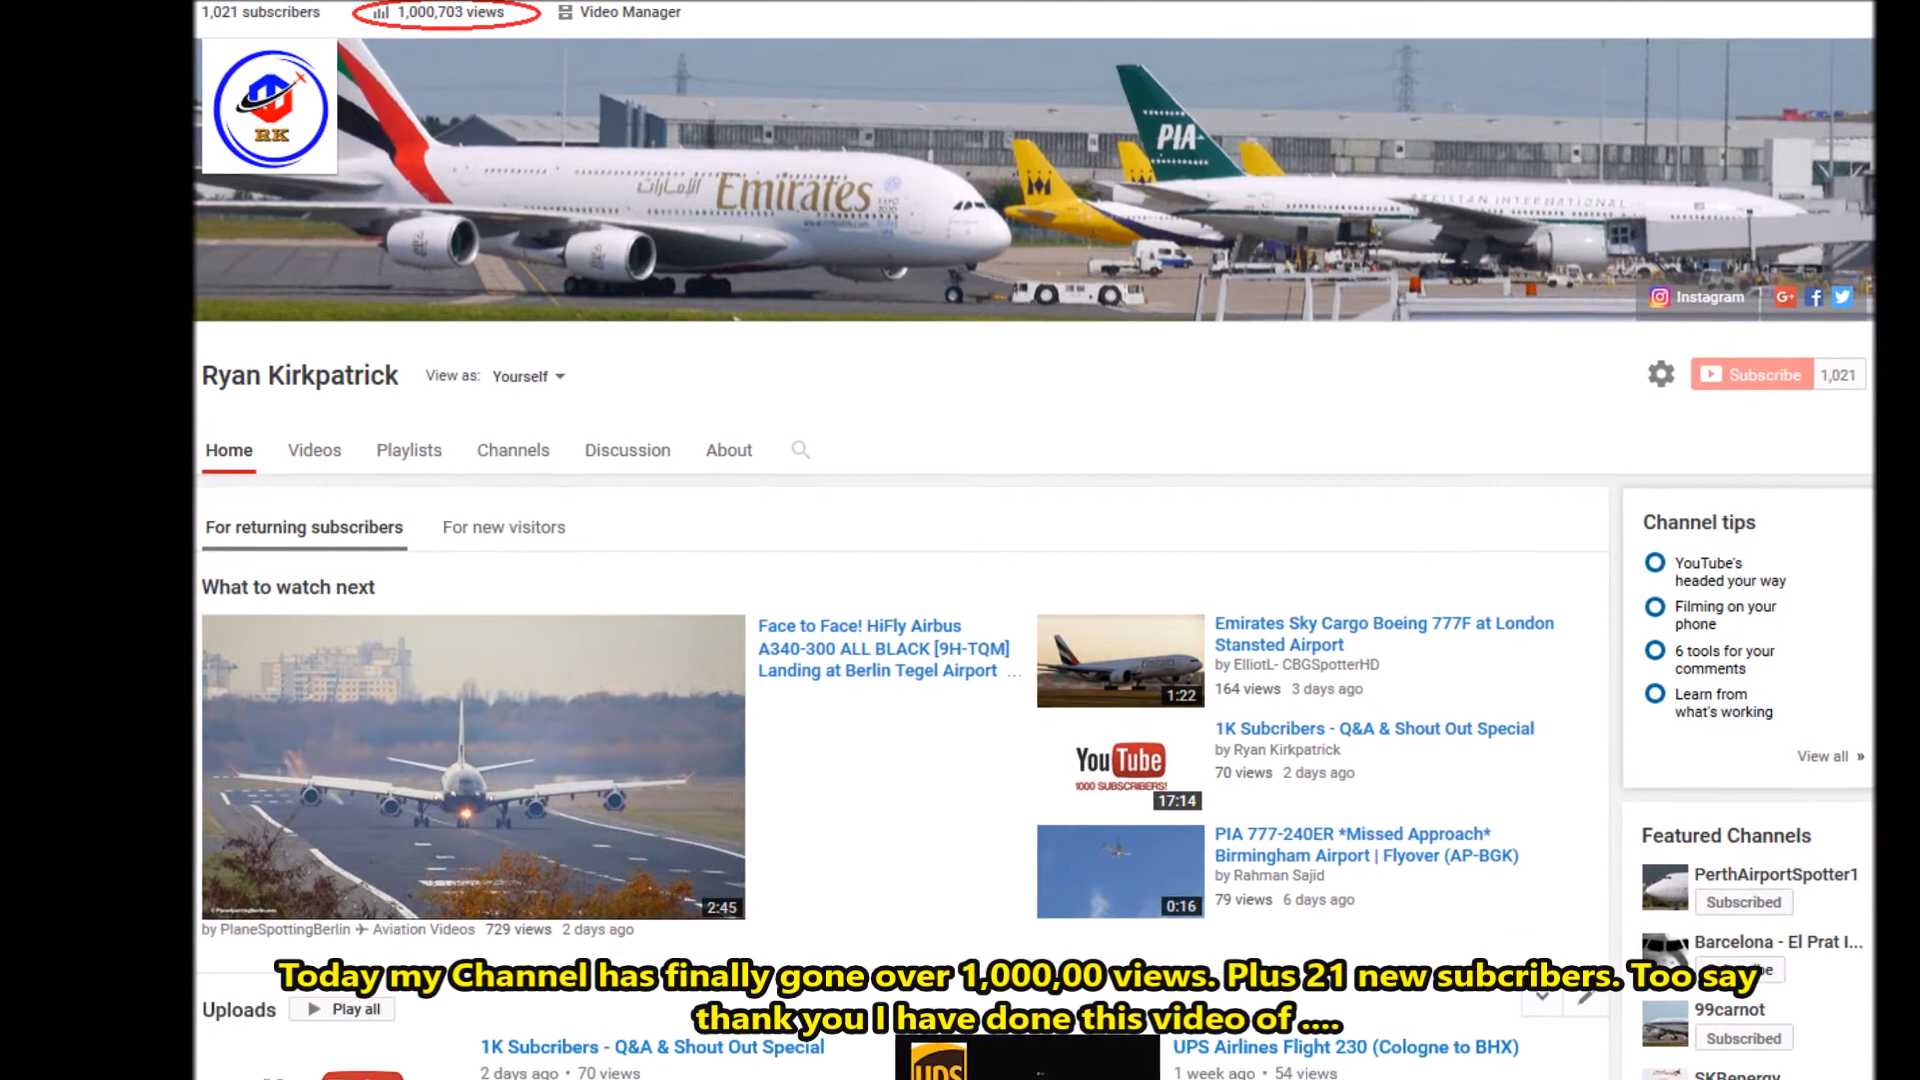 1,021 subscribers
1,000,703 views
Video Manager
RK
الإمارات Emirates
EXPO
2020
PIA
PAKISTAN INTERNATIONAL
Instagram
Ryan Kirkpatrick
View as: Yourself
Subscribe 1,021
Home Videos Playlists Channels Discussion About
For returning subscribers For new visitors
What to watch next
2:45
by PlaneSpottingBerlin ✈ Aviation Videos 729 views 2 days ago
Face to Face! HiFly Airbus
A340-300 ALL BLACK [9H-TQM]
Landing at Berlin Tegel Airport ...
1:22
Emirates Sky Cargo Boeing 777F at London
Stansted Airport
by ElliotL- CBGSpotterHD
164 views 3 days ago
YouTube
1000 SUBSCRIBERS!
17:14
1K Subcribers - Q&A & Shout Out Special
by Ryan Kirkpatrick
70 views 2 days ago
0:16
PIA 777-240ER *Missed Approach*
Birmingham Airport | Flyover (AP-BGK)
by Rahman Sajid
79 views 6 days ago
Channel tips
YouTube's
headed your way
Filming on your
phone
6 tools for your
comments
Learn from
what's working
View all »
Featured Channels
PerthAirportSpotter1
Subscribed
Barcelona - El Prat I...
99carnot
Subscribed
SKRenergy
Today my Channel has finally gone over 1,000,00 views. Plus 21 new subcribers. Too say
thank you I have done this video of ....
Uploads Play all
1K Subcribers - Q&A & Shout Out Special
2 days ago • 70 views
UPS
UPS Airlines Flight 230 (Cologne to BHX)
1 week ago • 54 views